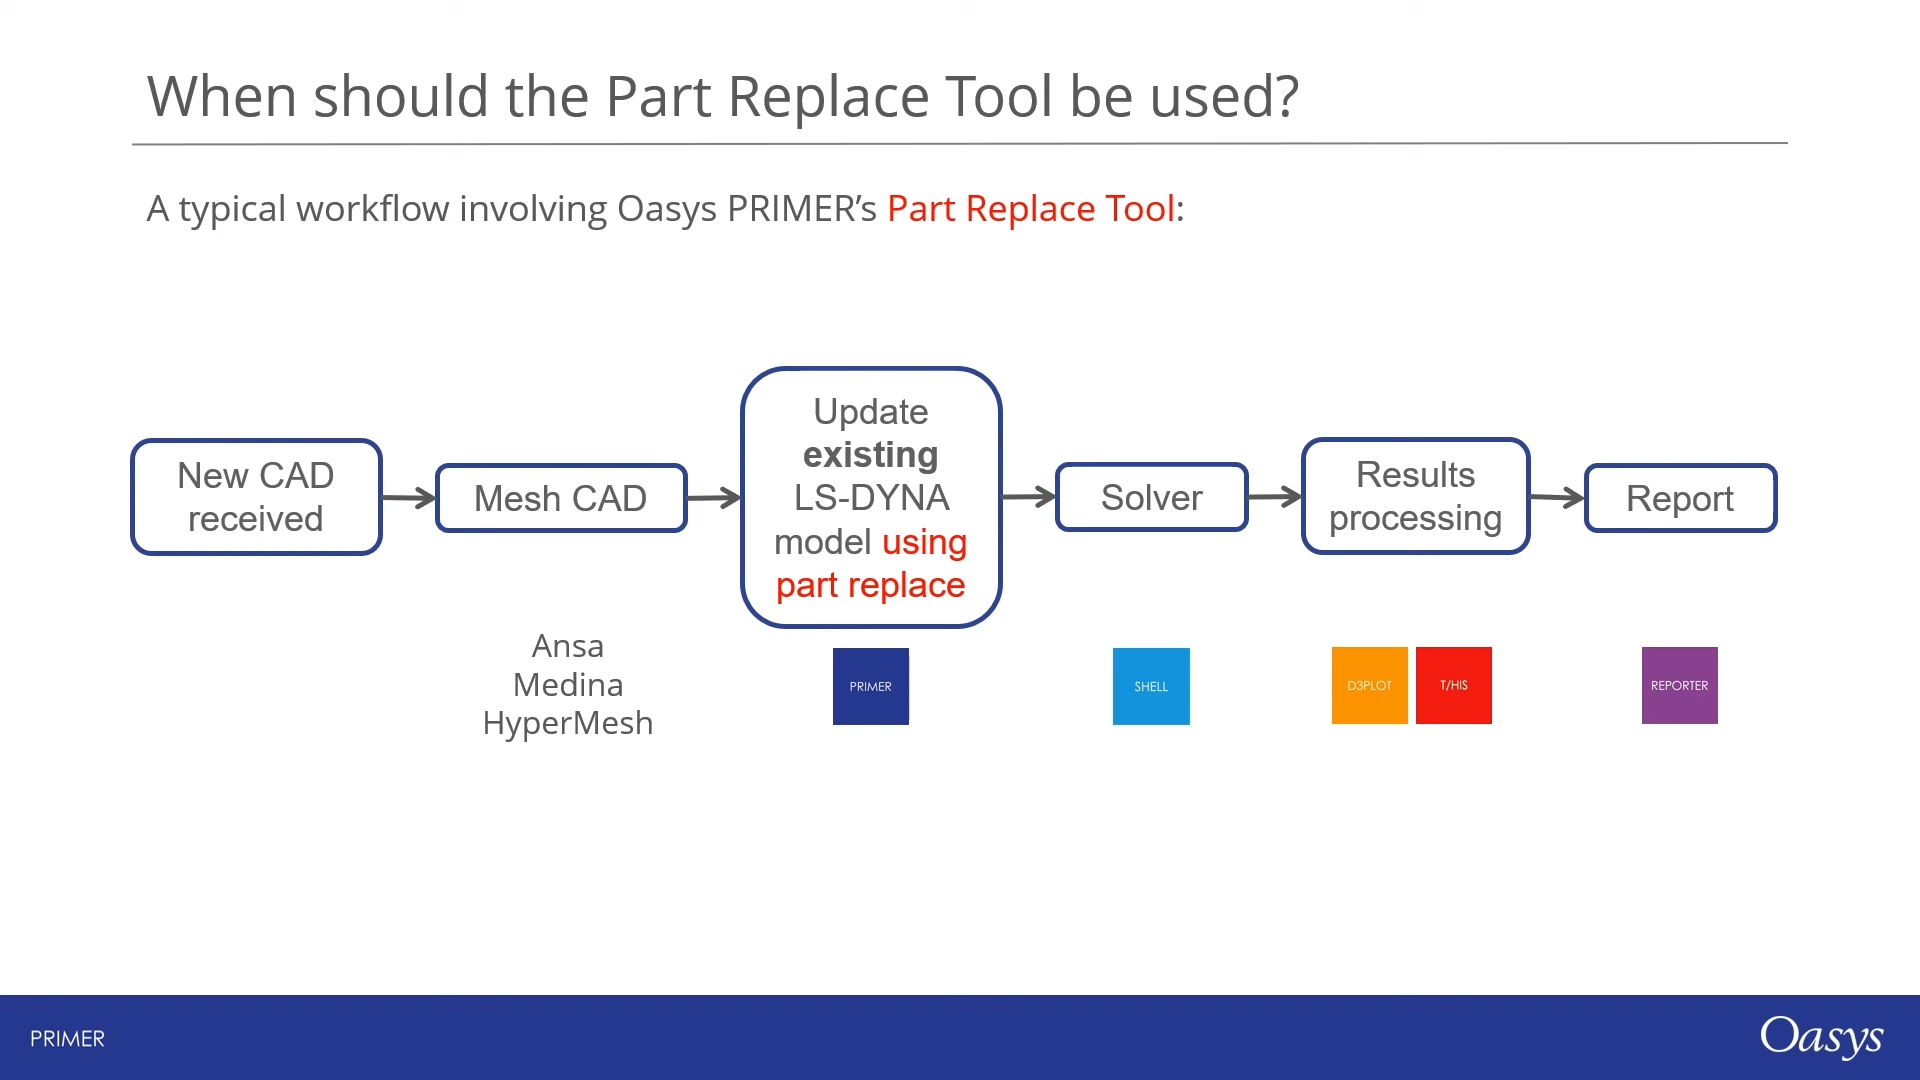 When should the Part Replace Tool be used?
A typical workflow involving Oasys PRIMER’s Part Replace Tool:
New CAD
received
Mesh CAD
Update
existing
LS-DYNA
model using
part replace
Solver
Results
processing
Report
Ansa
Medina
HyperMesh
PRIMER
SHELL
D3PLOT
T/HIS
REPORTER
PRIMER
Oasys